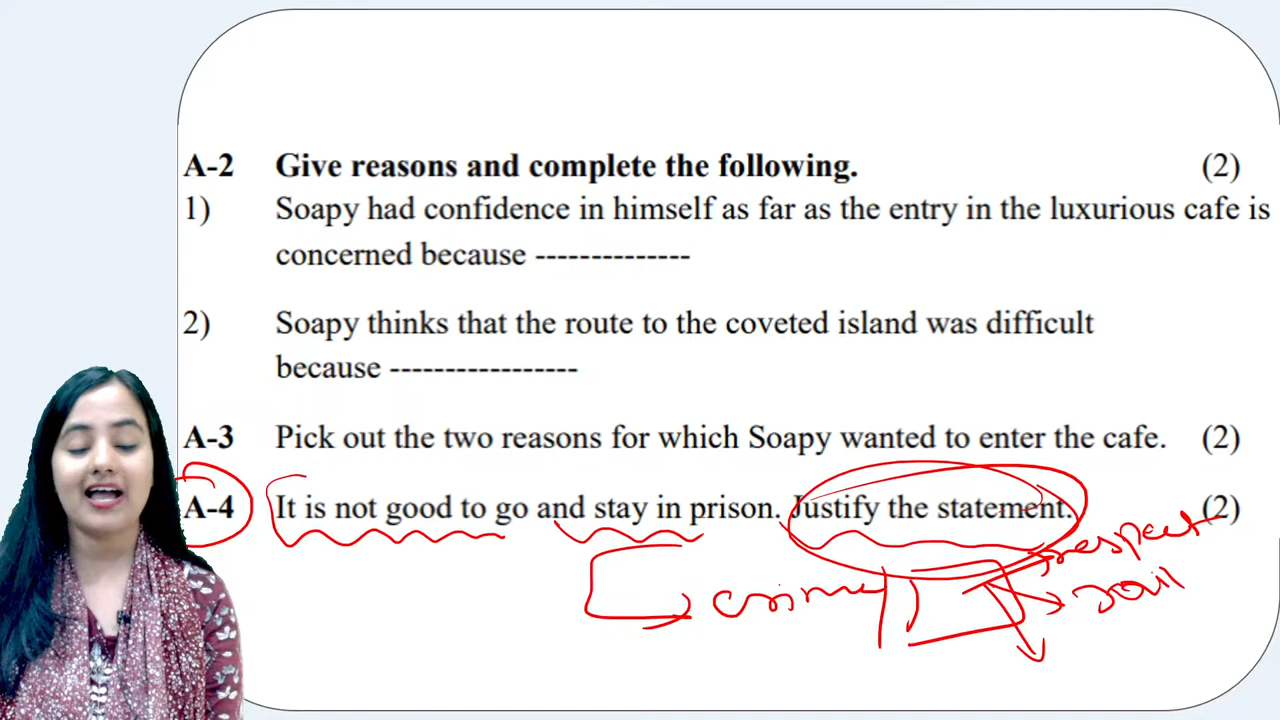 A-2 Give reasons and complete the following. (2)
1) Soapy had confidence in himself as far as the entry in the luxurious cafe is
concerned because --------------
2) Soapy thinks that the route to the coveted island was difficult
because -----------------
A-3 Pick out the two reasons for which Soapy wanted to enter the cafe. (2)
A-4 It is not good to go and stay in prison. Justify the statement. (2)
respect
crime